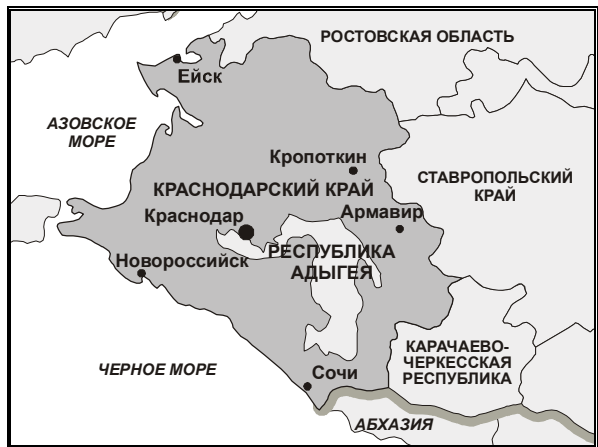 РОСТОВСКАЯ ОБЛАСТЬ
Ейск
АЗОВСКОЕ
МОРЕ
Кропоткин
СТАВРОПОЛЬСКИЙ
КРАЙ
КРАСНОДАРСКИЙ КРАЙ
Краснодар
Армавир
РЕСПУБЛИКА
АДЫГЕЯ
Новороссийск
КАРАЧАЕВО-
ЧЕРКЕССКАЯ
РЕСПУБЛИКА
ЧЕРНОЕ МОРЕ
Сочи
АБХАЗИЯ